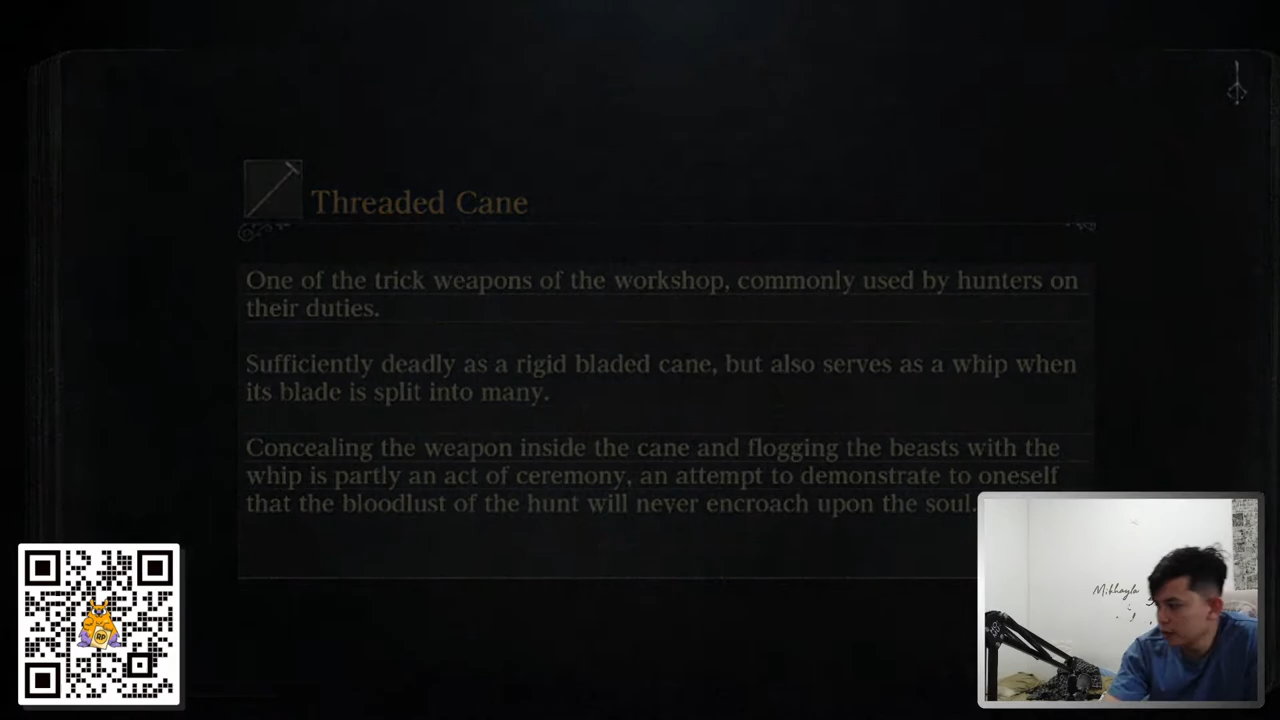 Threaded Cane
One of the trick weapons of the workshop, commonly used by hunters on
their duties.
Sufficiently deadly as a rigid bladed cane, but also serves as a whip when
its blade is split into many.
Concealing the weapon inside the cane and flogging the beasts with the
whip is partly an act of ceremony, an attempt to demonstrate to oneself
that the bloodlust of the hunt will never encroach upon the soul.
RP
Mikhayla